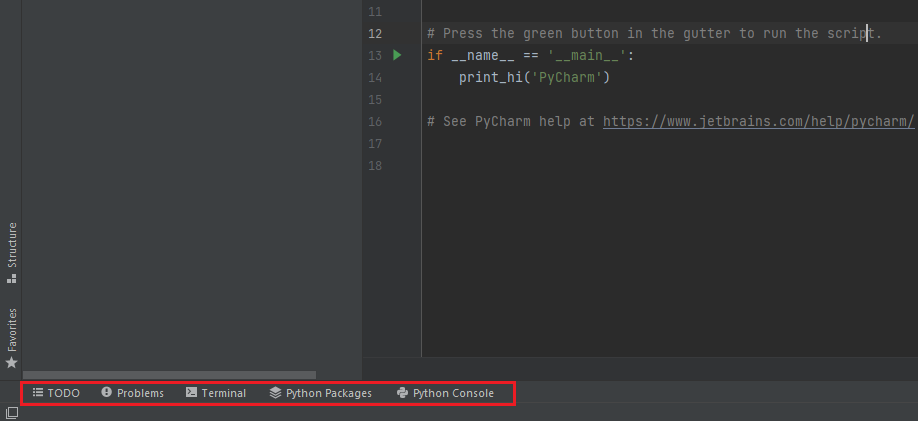 11
12 # Press the green button in the gutter to run the script.
13 if __name__ == '__main__':
14     print_hi('PyCharm')
15
16 # See PyCharm help at https://www.jetbrains.com/help/pycharm/
17
18
Structure
Favorites
TODO Problems Terminal Python Packages Python Console